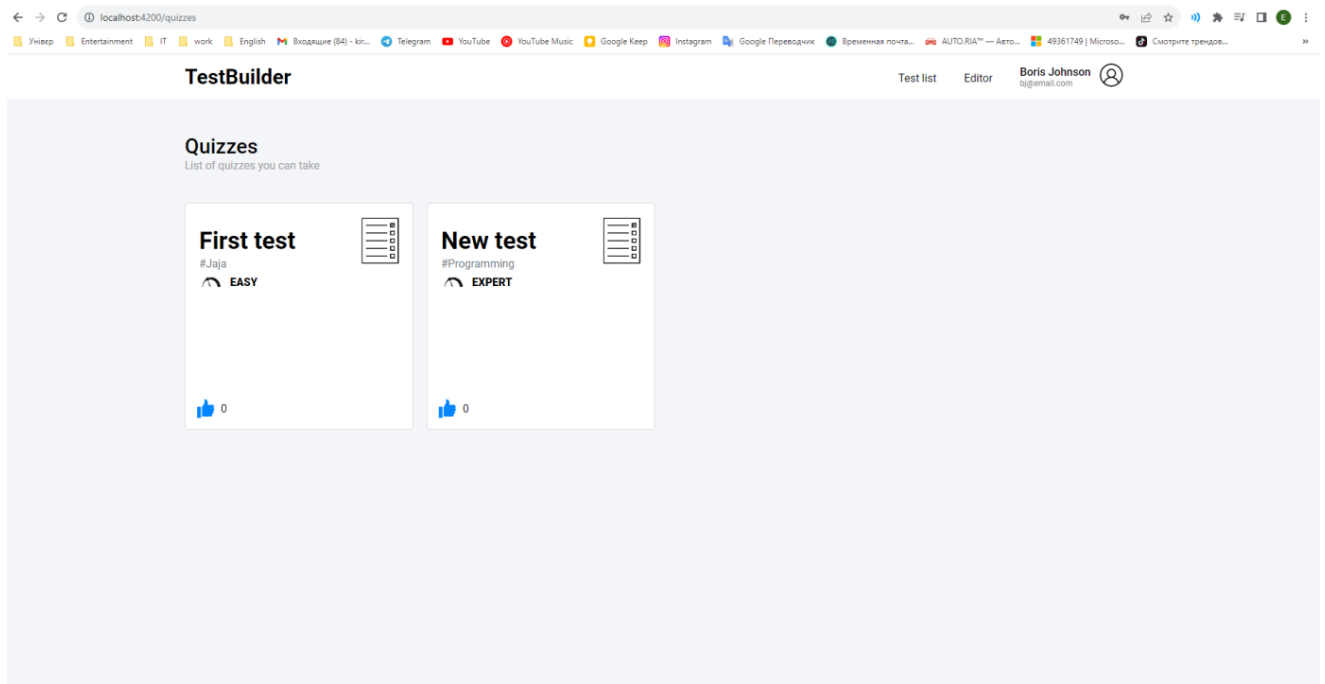 localhost:4200/quizzes
Універ Entertainment IT work English Входящие (84) - kir... Telegram YouTube YouTube Music Google Keep Instagram Google Переводчик Временная почта... AUTO.RIA™ — Авто... 49361749 | Microso... Смотрите трендов... »
TestBuilder
Test list Editor Boris Johnson
bj@email.com
Quizzes
List of quizzes you can take
First test
#Jaja
EASY
0
New test
#Programming
EXPERT
0